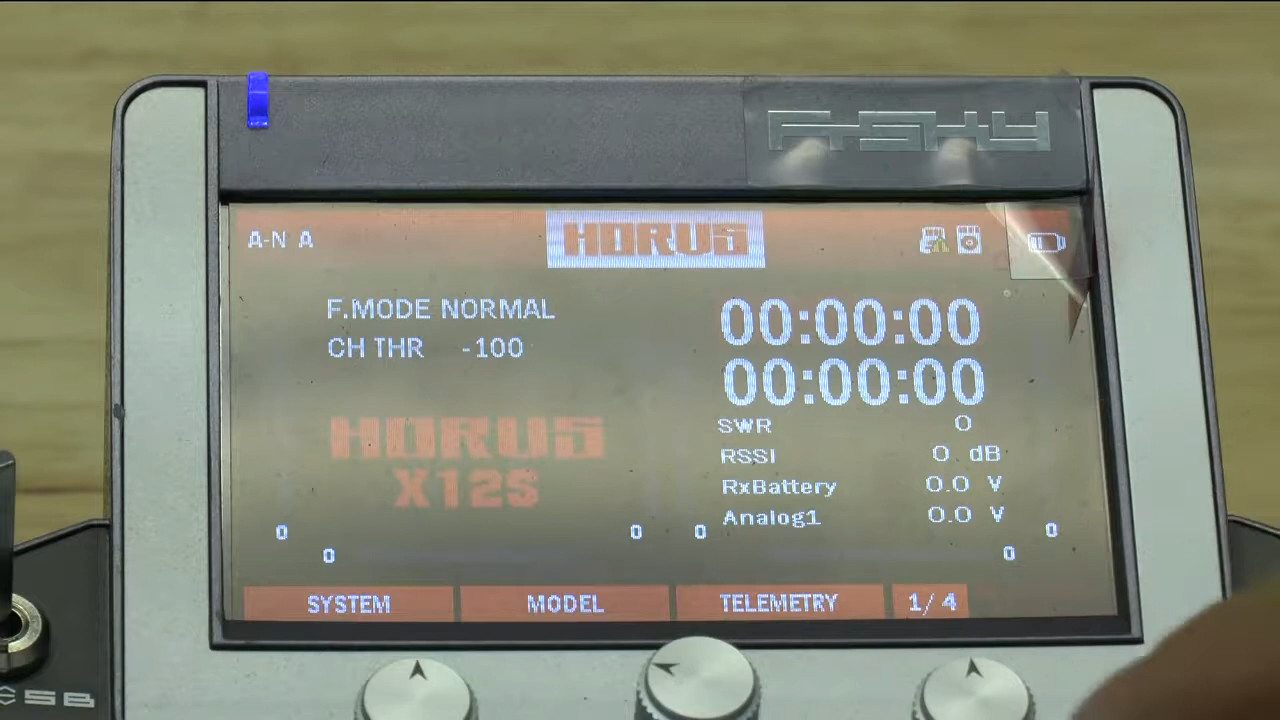 FrSKY
A-N A
HORUS
F.MODE NORMAL
00:00:00
CH THR -100
00:00:00
SWR 0
HORUS
RSSI 0 dB
X12S
RxBattery 0.0 V
Analog1 0.0 V
0 0 0 0
0 0
SYSTEM MODEL TELEMETRY 1/4
SB